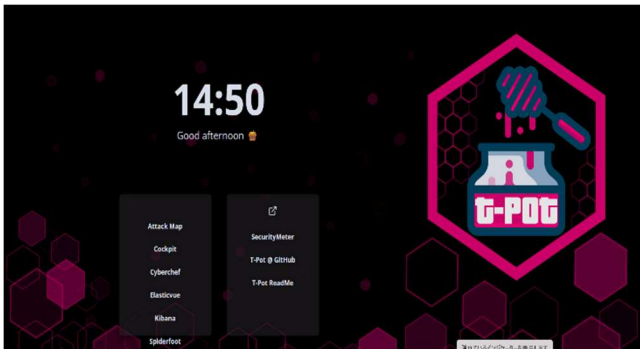 14:50
Good afternoon
Attack Map
Cockpit
Cyberchef
Elasticvue
Kibana
Spiderfoot
SecurityMeter
T-Pot @ GitHub
T-Pot ReadMe
t-pot